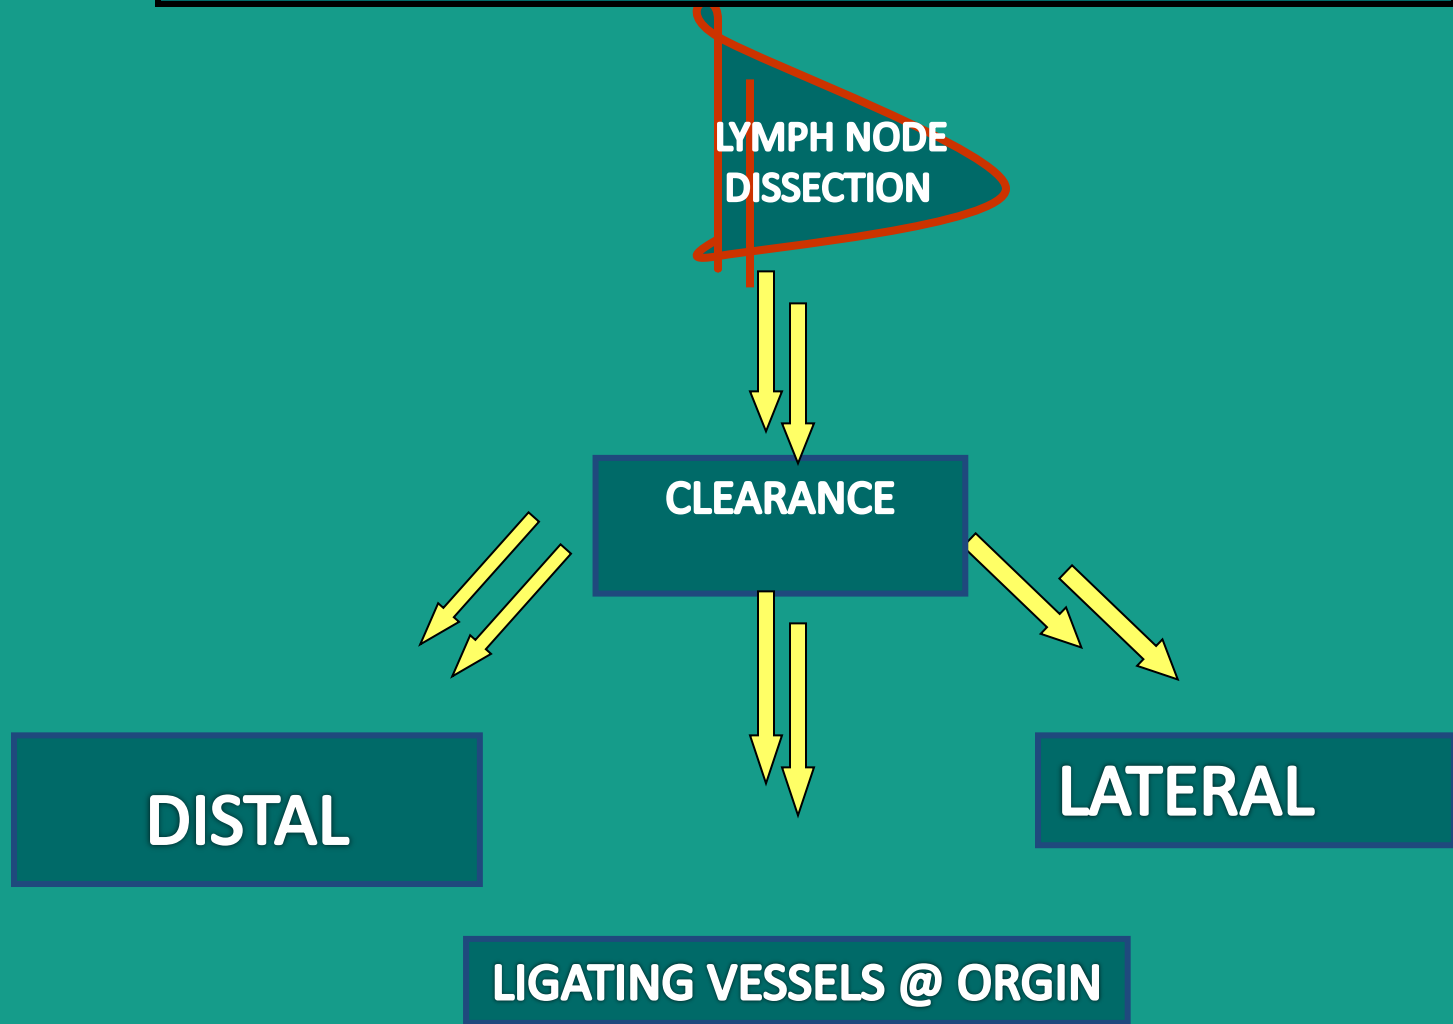 LYMPH NODE
DISSECTION
CLEARANCE
DISTAL
LATERAL
LIGATING VESSELS @ ORGIN